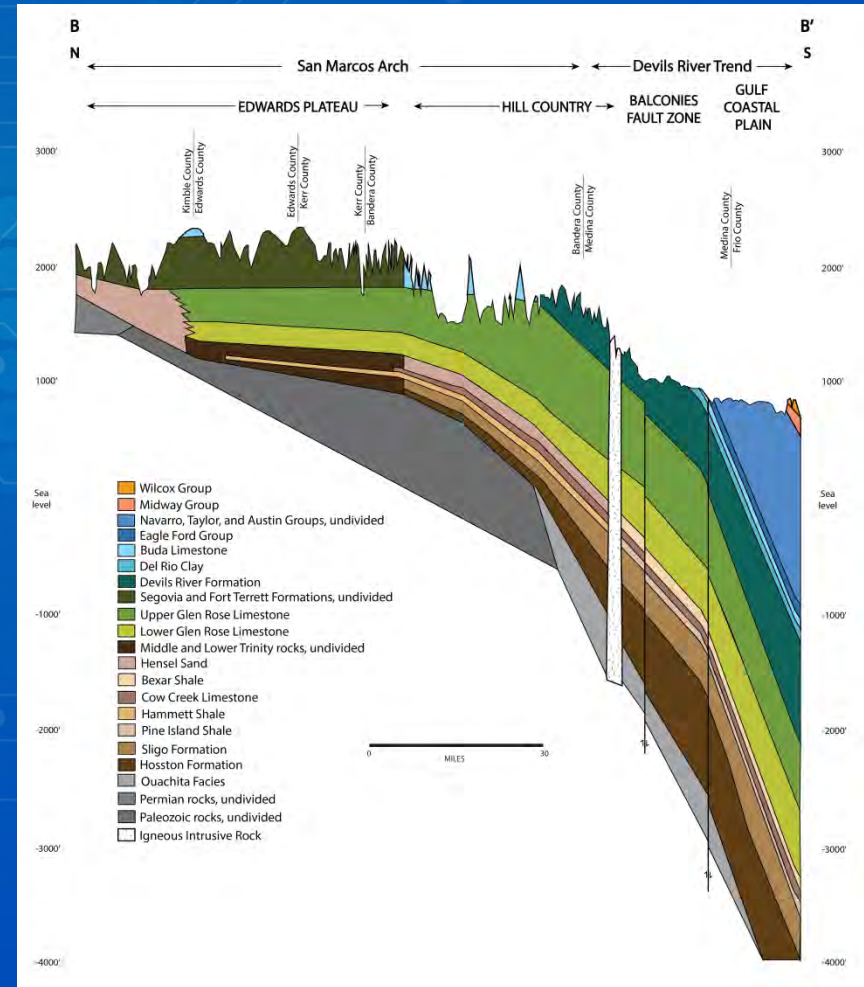 B
B'
N
S
San Marcos Arch
Devils River Trend
EDWARDS PLATEAU
HILL COUNTRY
BALCONIES
FAULT ZONE
GULF
COASTAL
PLAIN
3000'
3000'
Kimble County
Edwards County
Edwards County
Kerr County
Kerr County
Bandera County
Bandera County
Medina County
Medina County
Frio County
2000'
2000'
1000'
1000'
Sea
level
Sea
level
Wilcox Group
Midway Group
Navarro, Taylor, and Austin Groups, undivided
Eagle Ford Group
Buda Limestone
Del Rio Clay
Devils River Formation
Segovia and Fort Terrett Formations, undivided
Upper Glen Rose Limestone
Lower Glen Rose Limestone
Middle and Lower Trinity rocks, undivided
Hensel Sand
Bexar Shale
Cow Creek Limestone
Hammett Shale
Pine Island Shale
Sligo Formation
Hosston Formation
Ouachita Facies
Permian rocks, undivided
Paleozoic rocks, undivided
Igneous Intrusive Rock
-1000'
-1000'
-2000'
-2000'
0
30
MILES
-3000'
-3000'
-4000'
-4000'